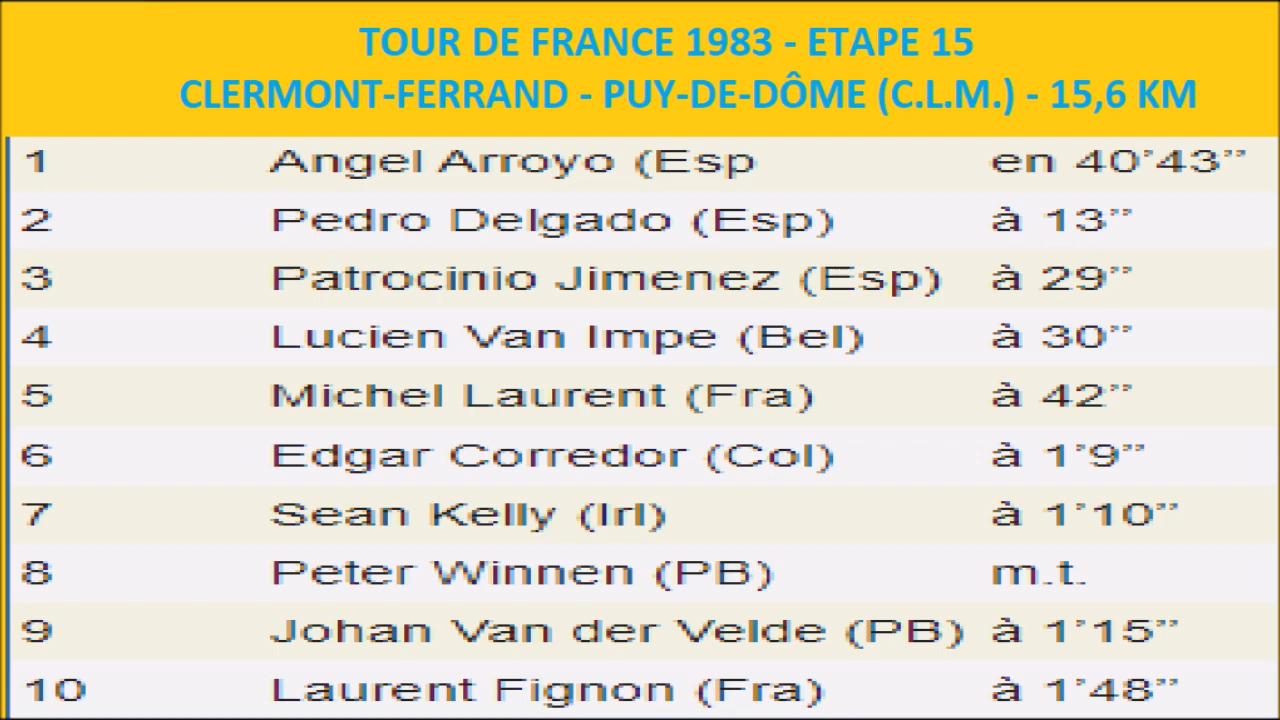 TOUR DE FRANCE 1983 - ETAPE 15
CLERMONT-FERRAND - PUY-DE-DÔME (C.L.M.) - 15,6 KM
1 Angel Arroyo (Esp en 40’43’’
2 Pedro Delgado (Esp) à 13’’
3 Patrocinio Jimenez (Esp) à 29’’
4 Lucien Van Impe (Bel) à 30’’
5 Michel Laurent (Fra) à 42’’
6 Edgar Corredor (Col) à 1’9’’
7 Sean Kelly (Irl) à 1’10’’
8 Peter Winnen (PB) m.t.
9 Johan Van der Velde (PB) à 1’15’’
10 Laurent Fignon (Fra) à 1’48’’